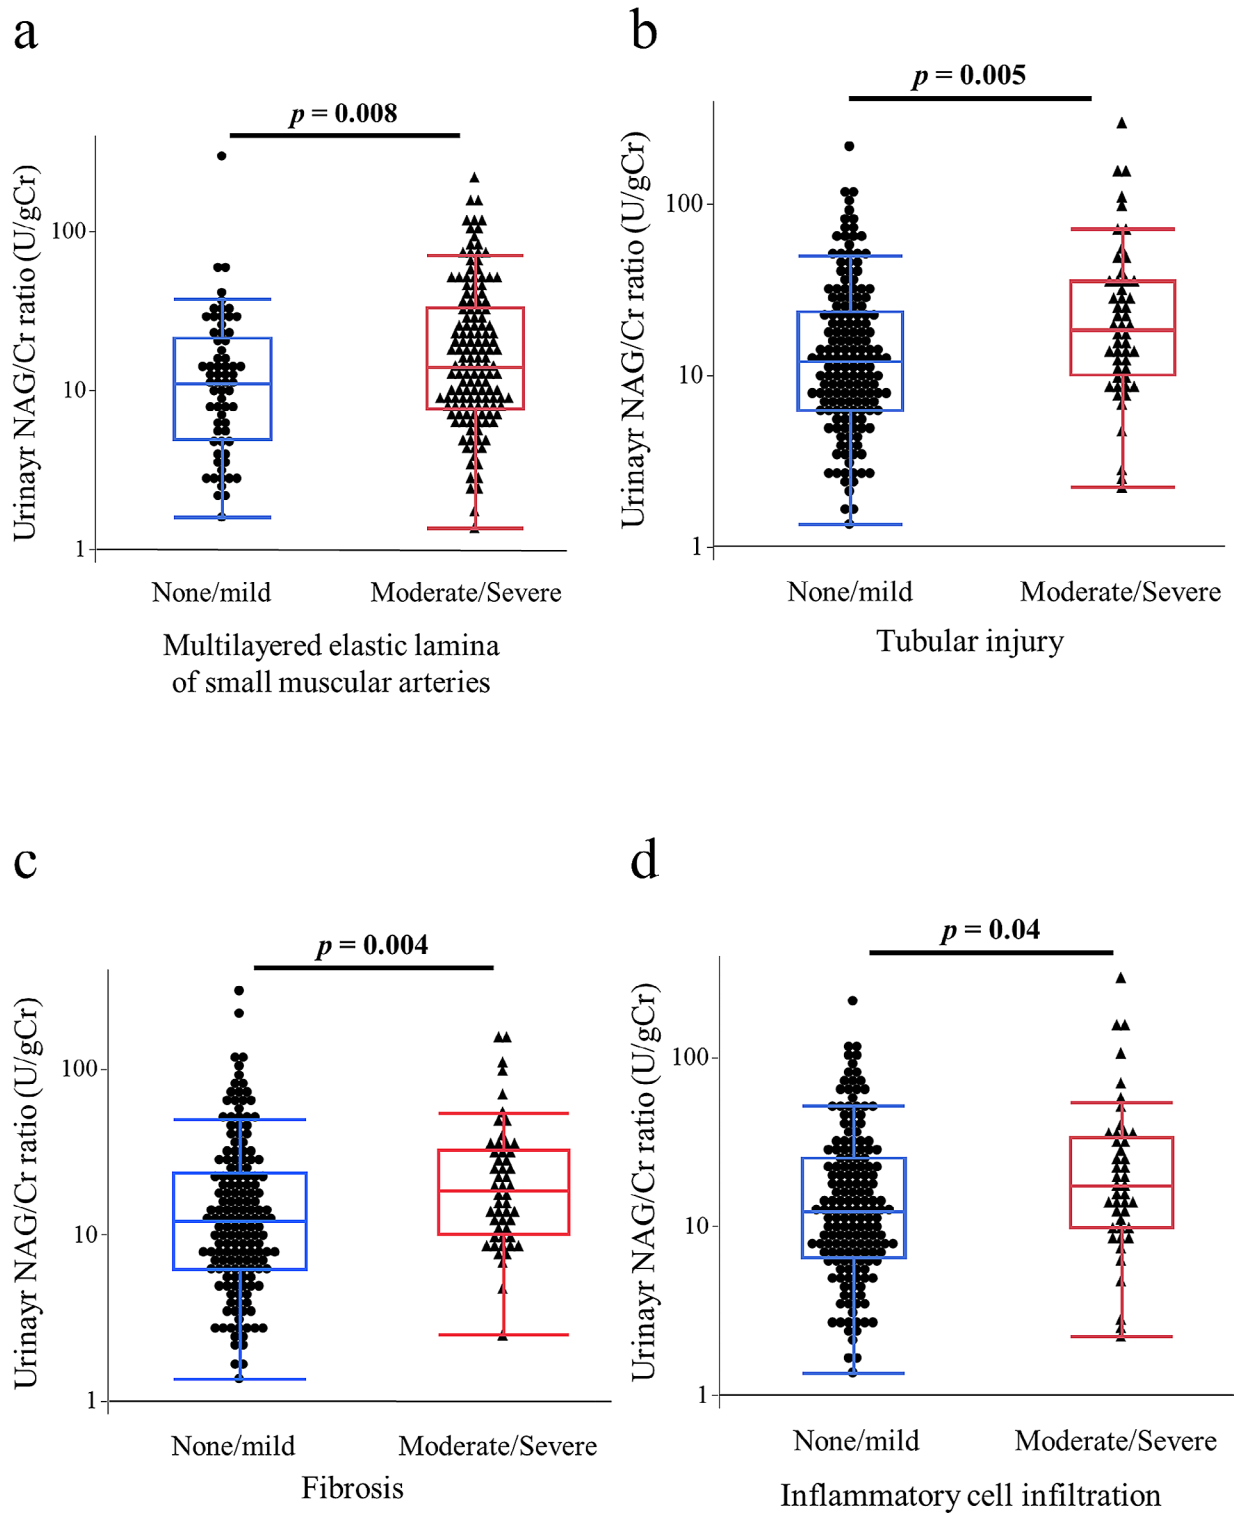 a
p = 0.008
Urinayr NAG/Cr ratio (U/gCr)
100
10
1
None/mild
Moderate/Severe
Multilayered elastic lamina
of small muscular arteries
b
p = 0.005
Urinayr NAG/Cr ratio (U/gCr)
100
10
1
None/mild
Moderate/Severe
Tubular injury
c
p = 0.004
Urinayr NAG/Cr ratio (U/gCr)
100
10
1
None/mild
Moderate/Severe
Fibrosis
d
p = 0.04
Urinayr NAG/Cr ratio (U/gCr)
100
10
1
None/mild
Moderate/Severe
Inflammatory cell infiltration